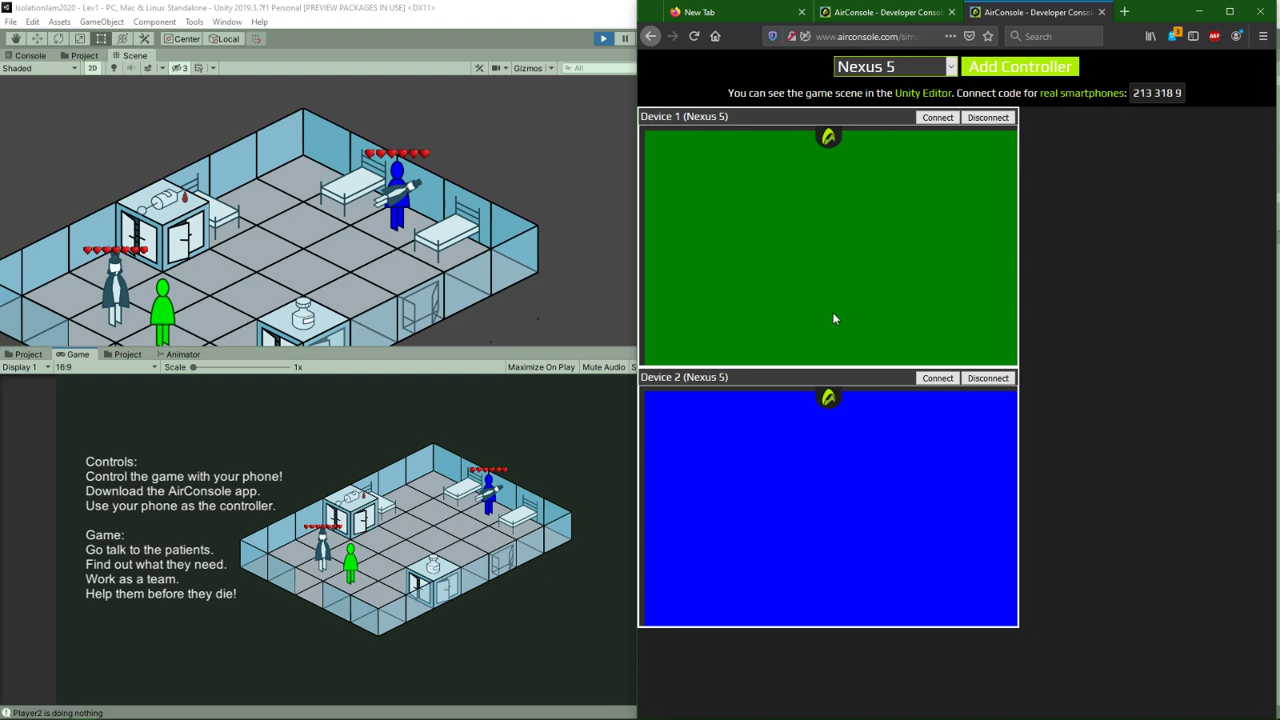 IsolationJam2020 - Lev1 - PC, Mac & Linux Standalone - Unity 2019.3.7f1 Personal [PREVIEW PACKAGES IN USE] <DX11>
File Edit Assets GameObject Component Tools Window Help
Center Local
Console Project Scene
Shaded 2D 3 Gizmos All
Project Game Project Animator
Display 1 16:9 Scale 1x Maximize On Play Mute Audio S
Controls:
Control the game with your phone!
Download the AirConsole app.
Use your phone as the controller.
Game:
Go talk to the patients.
Find out what they need.
Work as a team.
Help them before they die!
Player2 is doing nothing
New Tab
AirConsole - Developer Conso
AirConsole - Developer Consol
www.airconsole.com/simu
Search
Nexus 5 Add Controller
You can see the game scene in the Unity Editor. Connect code for real smartphones: 213 318 9
Device 1 (Nexus 5) Connect Disconnect
Device 2 (Nexus 5) Connect Disconnect